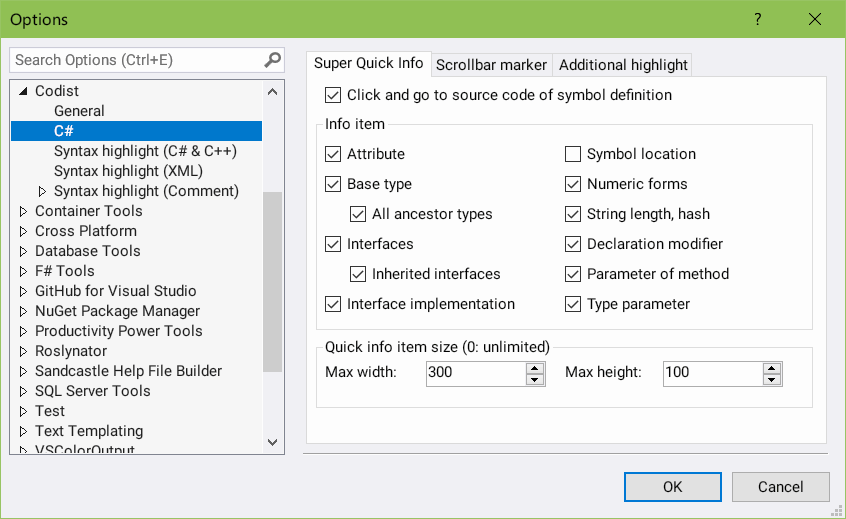 Options
?
Search Options (Ctrl+E)
Codist
General
C#
Syntax highlight (C# & C++)
Syntax highlight (XML)
Syntax highlight (Comment)
Container Tools
Cross Platform
Database Tools
F# Tools
GitHub for Visual Studio
NuGet Package Manager
Productivity Power Tools
Roslynator
Sandcastle Help File Builder
SQL Server Tools
Test
Text Templating
VSColorOutput
Super Quick Info Scrollbar marker Additional highlight
Click and go to source code of symbol definition
Info item
Attribute Symbol location
Base type Numeric forms
All ancestor types String length, hash
Interfaces Declaration modifier
Inherited interfaces Parameter of method
Interface implementation Type parameter
Quick info item size (0: unlimited)
Max width: 300 Max height: 100
OK Cancel